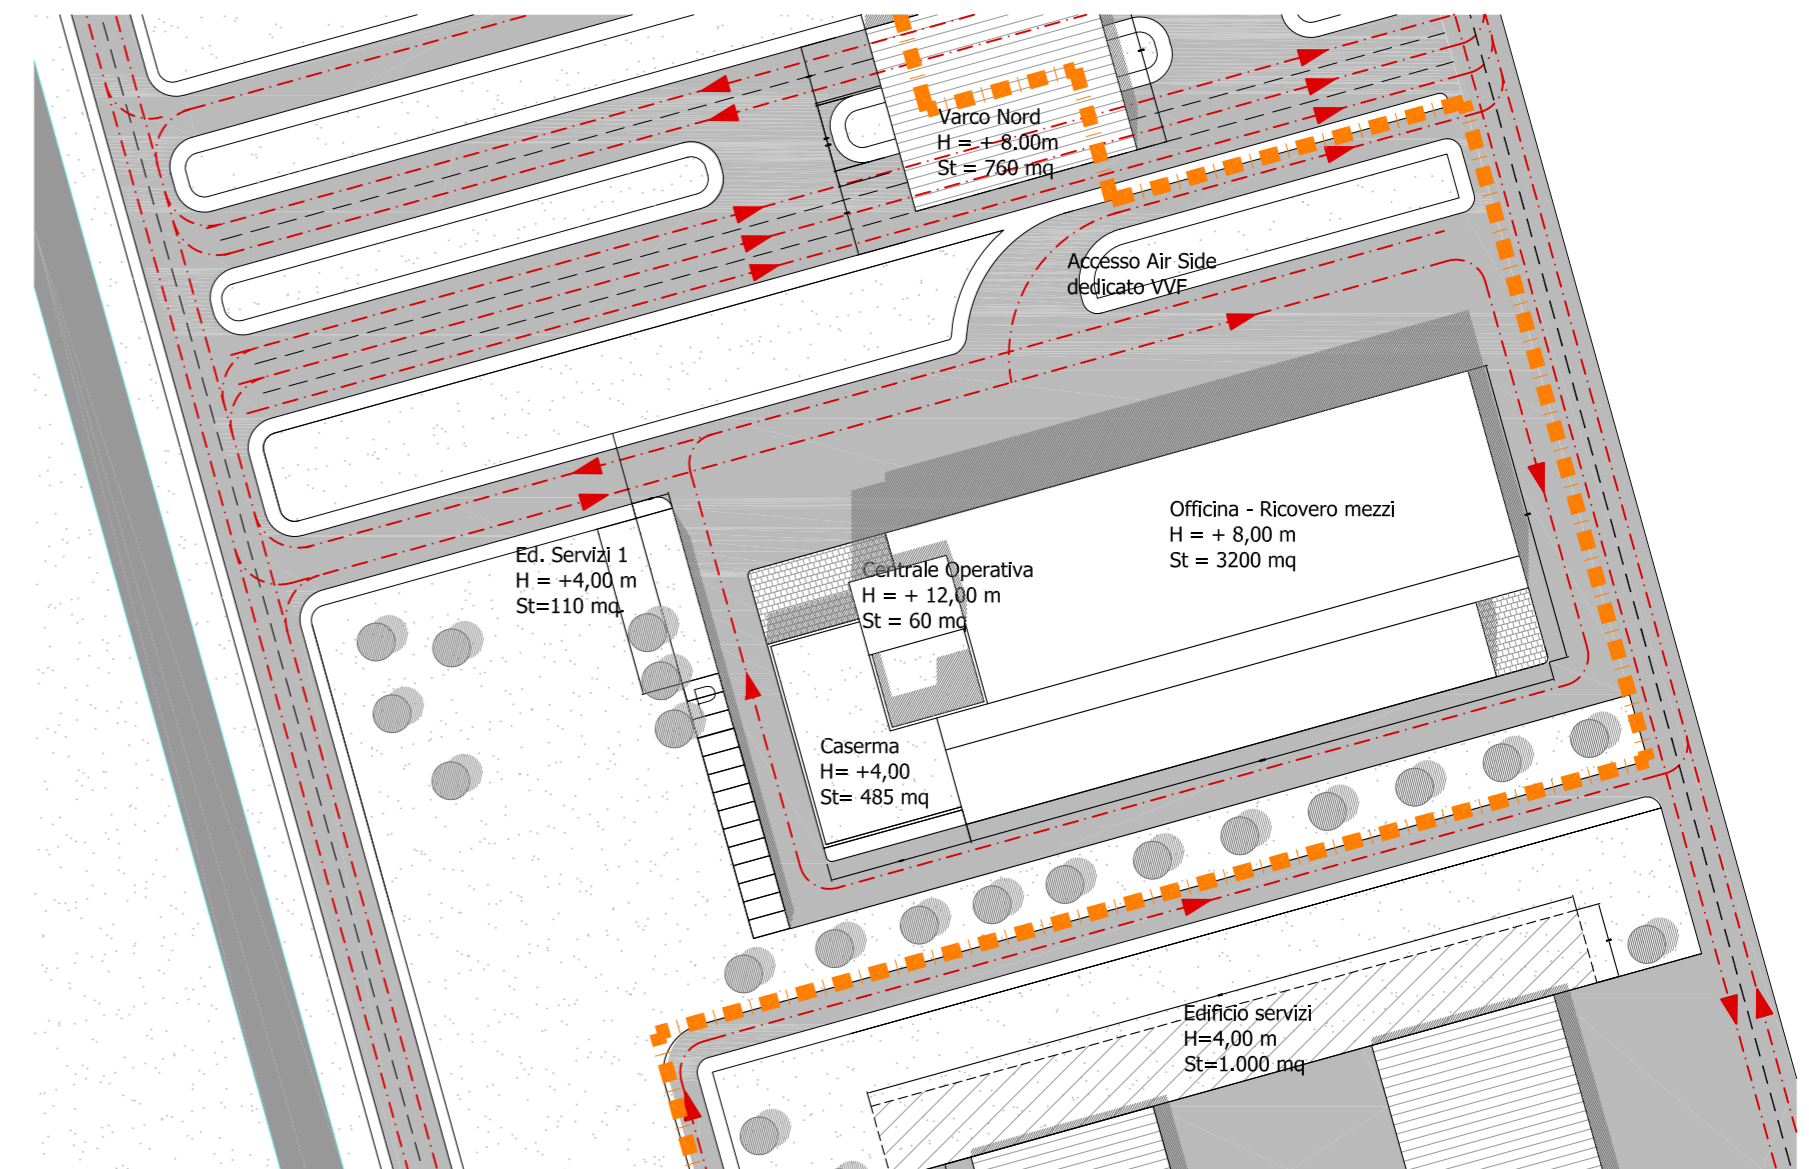 Varco Nord
H = + 8.00m
St = 760 mq
Accesso Air Side
dedicato VVF
Officina - Ricovero mezzi
H = + 8,00 m
St = 3200 mq
Ed. Servizi 1
H = +4,00 m
St=110 mq
Centrale Operativa
H = + 12,00 m
St = 60 mq
Caserma
H= +4,00
St= 485 mq
Edificio servizi
H=4,00 m
St=1.000 mq